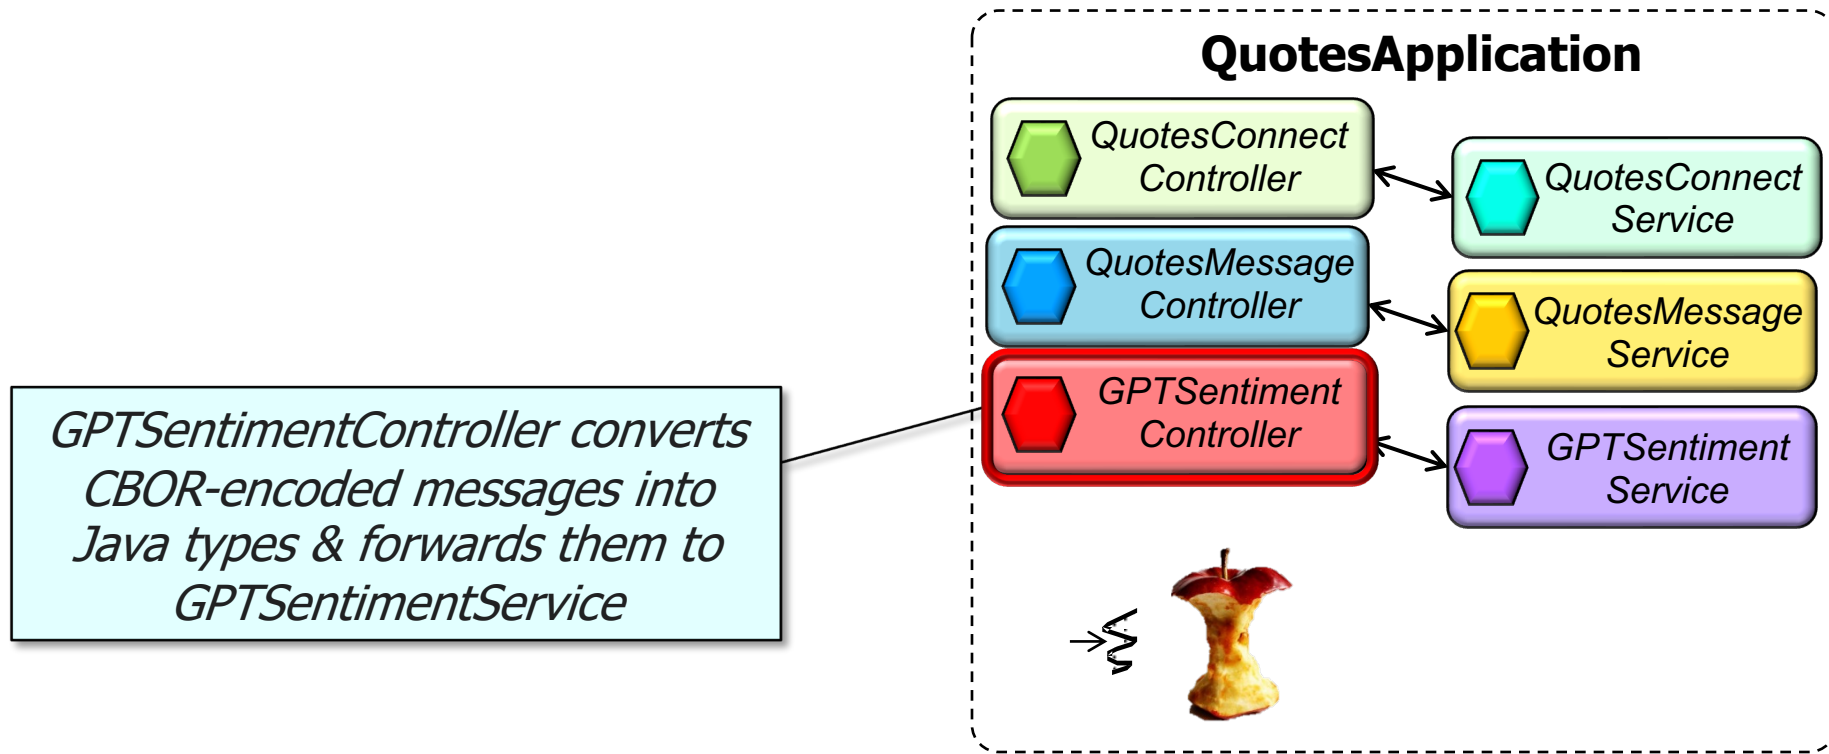 QuotesApplication
QuotesConnect
Controller
QuotesConnect
Service
QuotesMessage
Controller
QuotesMessage
Service
GPTSentiment
Controller
GPTSentiment
Service
GPTSentimentController converts
CBOR-encoded messages into
Java types & forwards them to
GPTSentimentService